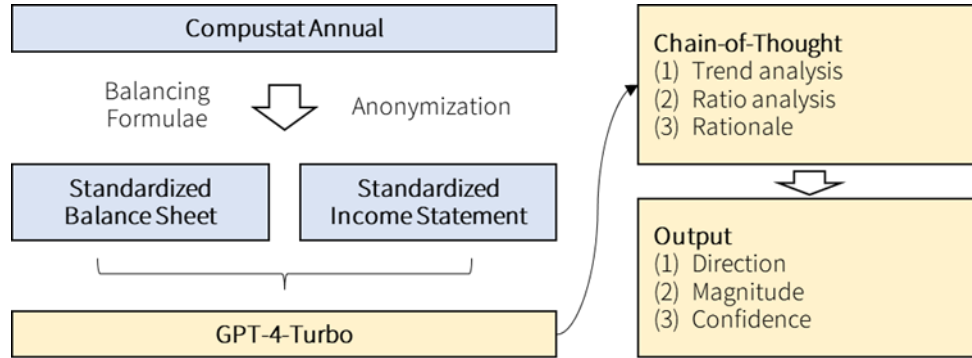 Compustat Annual
Balancing
Formulae
Anonymization
Standardized
Balance Sheet
Standardized
Income Statement
GPT-4-Turbo
Chain-of-Thought
(1) Trend analysis
(2) Ratio analysis
(3) Rationale
Output
(1) Direction
(2) Magnitude
(3) Confidence